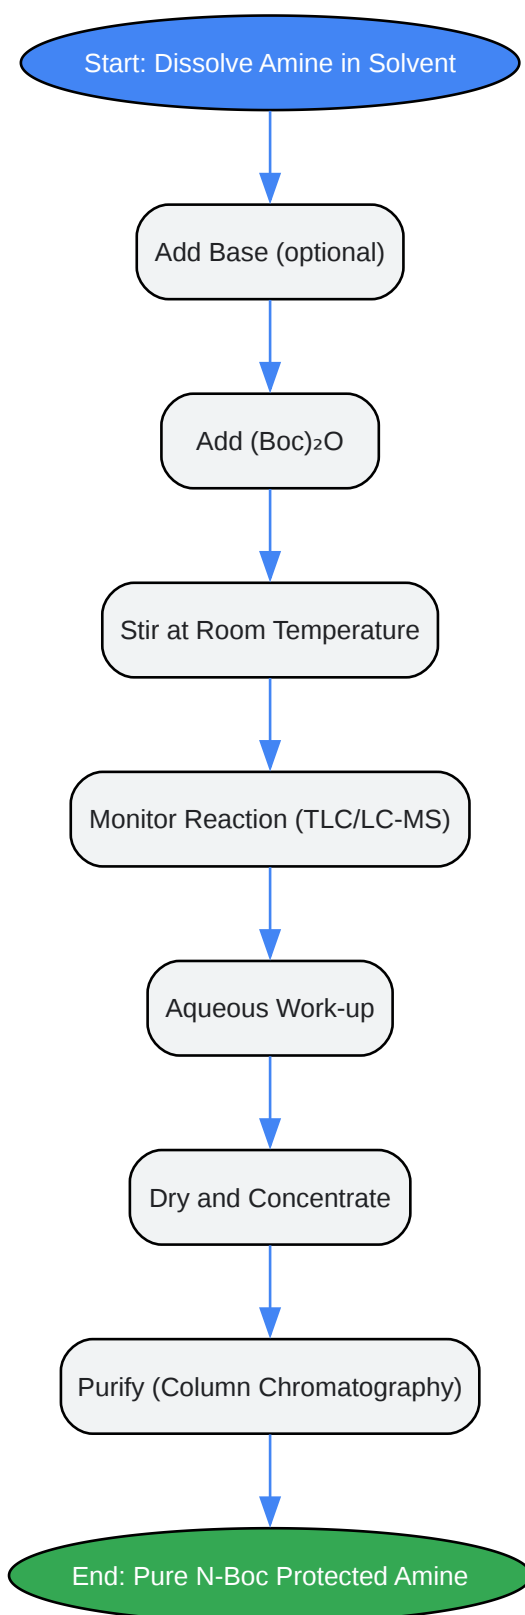 Start: Dissolve Amine in Solvent
Add Base (optional)
Add (Boc)₂O
Stir at Room Temperature
Monitor Reaction (TLC/LC-MS)
Aqueous Work-up
Dry and Concentrate
Purify (Column Chromatography)
End: Pure N-Boc Protected Amine